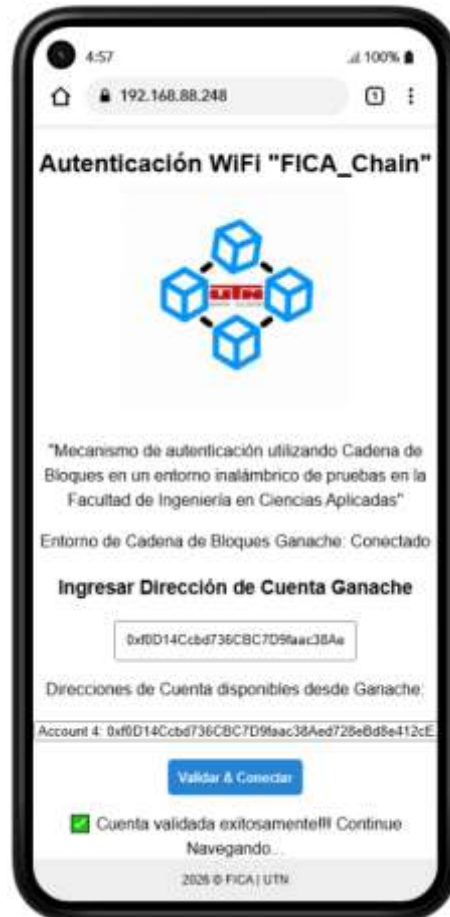 4:57
100%
192.168.88.248
1
Autenticación WiFi "FICA_Chain"
UTN
"Mecanismo de autenticación utilizando Cadena de
Bloques en un entorno inalámbrico de pruebas en la
Facultad de Ingeniería en Ciencias Aplicadas"
Entorno de Cadena de Bloques Ganache: Conectado
Ingresar Dirección de Cuenta Ganache
0xf0D14Ccbd736CBC7D9faac38Ae
Direcciones de Cuenta disponibles desde Ganache:
Account 4: 0xf0D14Ccbd736CBC7D9faac38Aed728eBd8e412cE
Validar & Conectar
Cuenta validada exitosamente!!! Continue
Navegando...
2026 © FICA | UTN